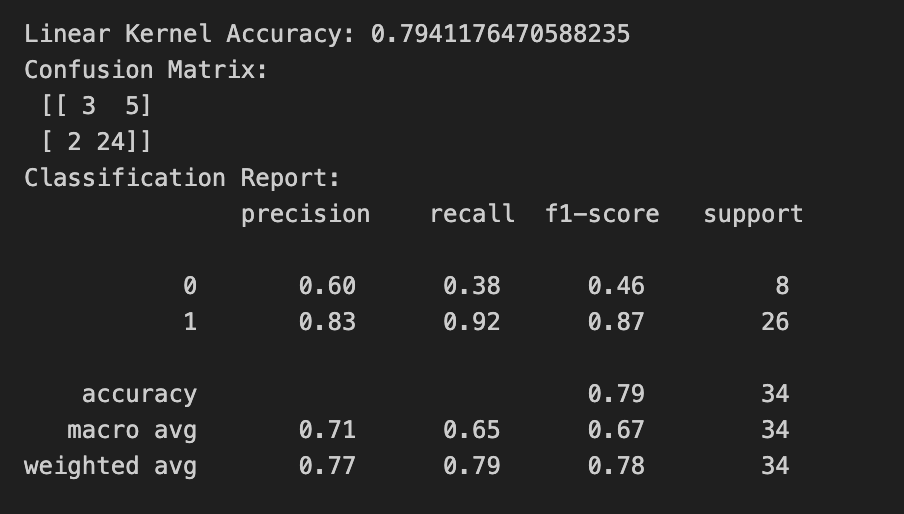 Linear Kernel Accuracy: 0.7941176470588235
Confusion Matrix:
[[ 3 5]
[ 2 24]]
Classification Report:
precision recall f1-score support
0 0.60 0.38 0.46 8
1 0.83 0.92 0.87 26
accuracy 0.79 34
macro avg 0.71 0.65 0.67 34
weighted avg 0.77 0.79 0.78 34